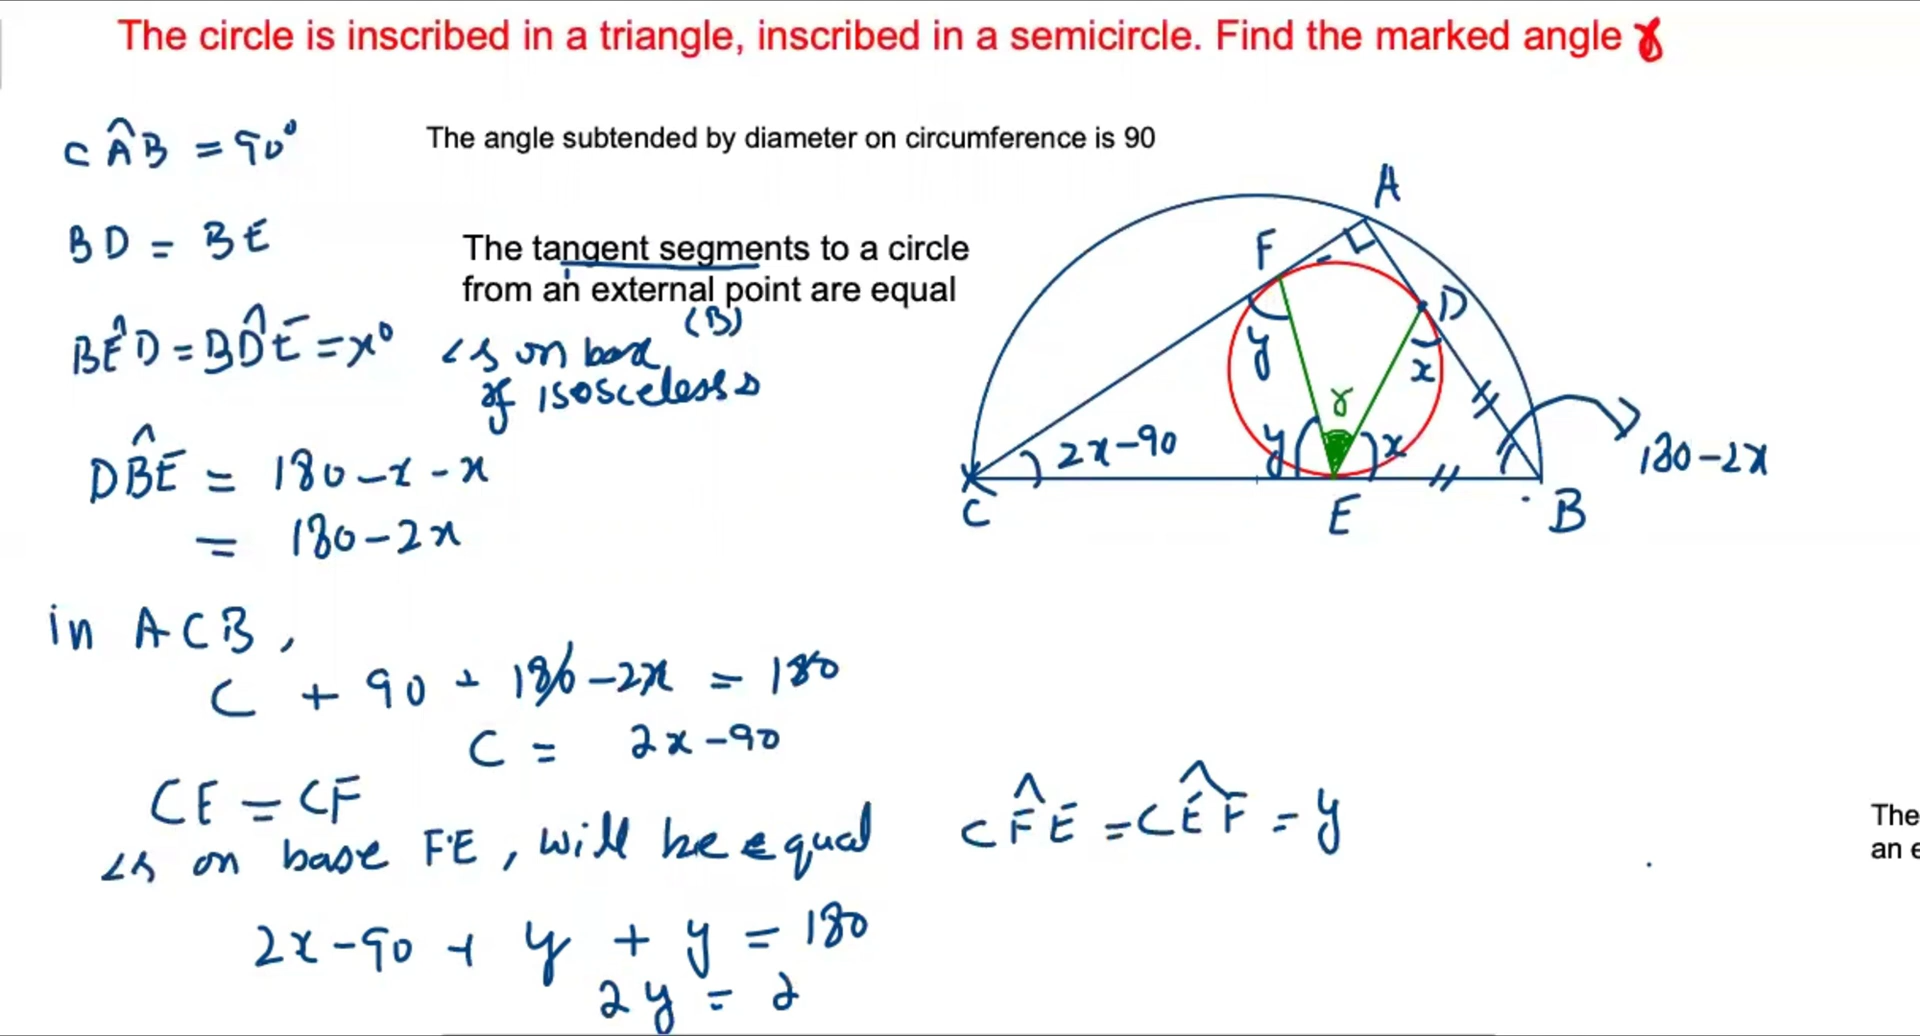 The circle is inscribed in a triangle, inscribed in a semicircle. Find the marked angle γ
CÂB = 90°
The angle subtended by diameter on circumference is 90
BD = BE
The tangent segments to a circle
from an external point are equal
(B)
BÊD = BD̂E = x°
∠s on base
of isosceless Δ
DB̂E = 180-x-x
= 180-2x
A
F
D
y
x
γ
2x-90
y
x
180-2x
C
E
B
in ACB,
C + 90 + 180-2x = 180
C = 2x-90
CE = CF
∠s on base FE, will be equal
CF̂E = CÊF = y
The
an e
2x-90 + y + y = 180
2y = 2